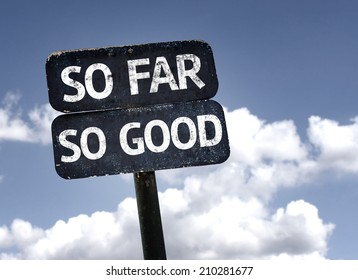 SO FAR
SO GOOD
shutterstock.com · 210281677